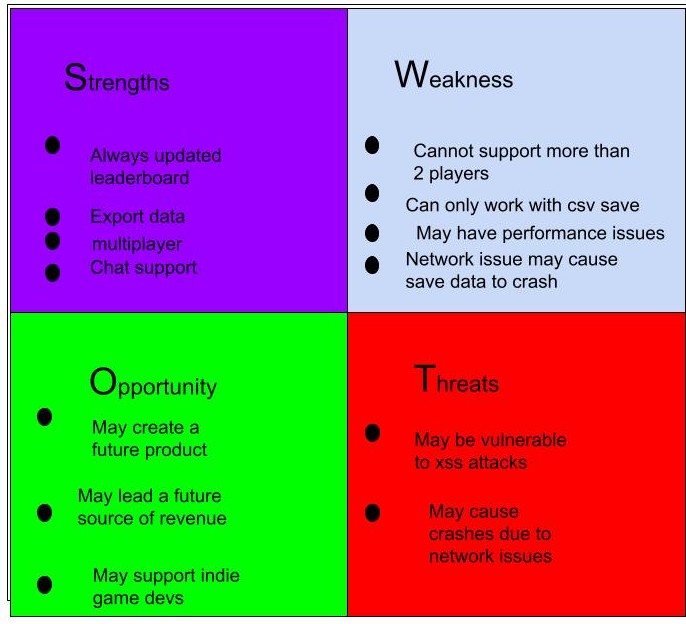 Strengths
Always updated
leaderboard
Export data
multiplayer
Chat support
Weakness
Cannot support more than
2 players
Can only work with csv save
May have performance issues
Network issue may cause
save data to crash
Opportunity
May create a
future product
May lead a future
source of revenue
May support indie
game devs
Threats
May be vulnerable
to xss attacks
May cause
crashes due to
network issues